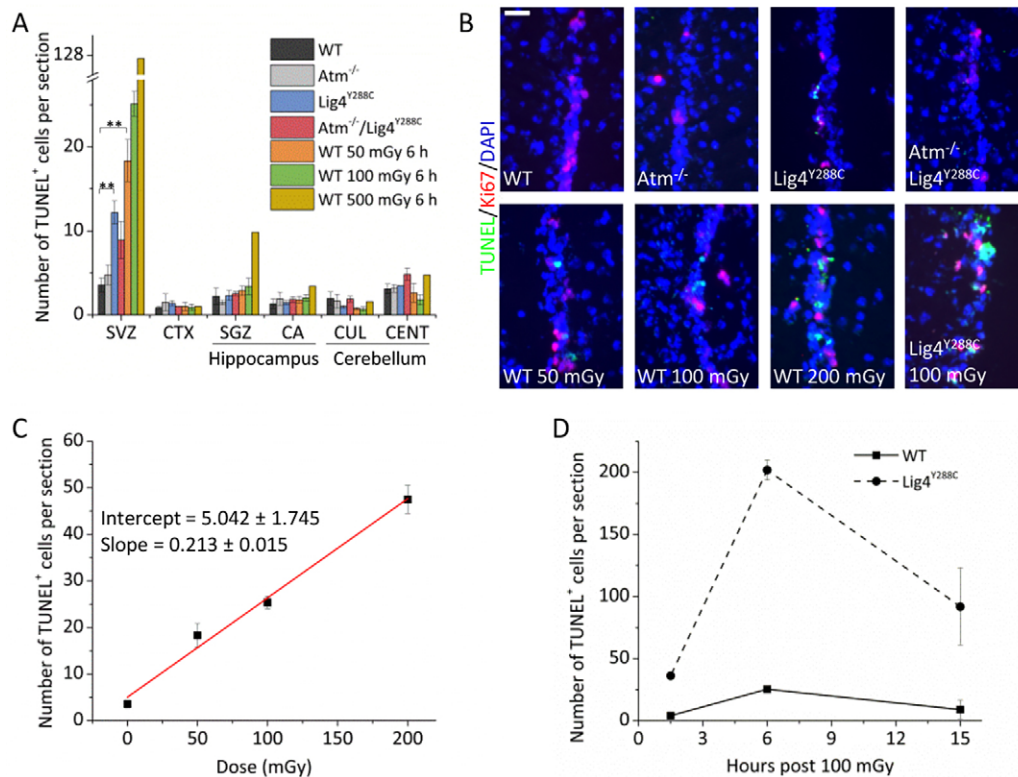 A
Number of TUNEL⁺ cells per section
128
20
10
0
WT
Atm⁻/⁻
Lig4ʸ²⁸⁸ᶜ
Atm⁻/⁻/Lig4ʸ²⁸⁸ᶜ
WT 50 mGy 6 h
WT 100 mGy 6 h
WT 500 mGy 6 h
**
**
SVZ CTX SGZ CA CUL CENT
Hippocampus Cerebellum
B
TUNEL/Ki67/DAPI
WT
Atm⁻/⁻
Lig4ʸ²⁸⁸ᶜ
Atm⁻/⁻
Lig4ʸ²⁸⁸ᶜ
WT 50 mGy
WT 100 mGy
WT 200 mGy
Lig4ʸ²⁸⁸ᶜ
100 mGy
C
Number of TUNEL⁺ cells per section
60
50
40
30
20
10
0
Intercept = 5.042 ± 1.745
Slope = 0.213 ± 0.015
0 50 100 150 200
Dose (mGy)
D
Number of TUNEL⁺ cells per section
200
150
100
50
0
WT
Lig4ʸ²⁸⁸ᶜ
0 3 6 9 12 15
Hours post 100 mGy